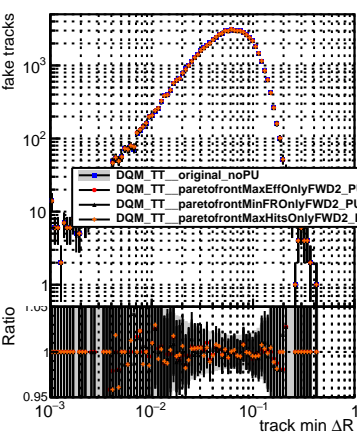 fake tracks
10³
10²
10
1
DQM_TT__original_noPU
DQM_TT__paretofrontMaxEffOnlyFWD2_PU
DQM_TT__paretofrontMinFROnlyFWD2_PU
DQM_TT__paretofrontMaxHitsOnlyFWD2_
Ratio
1.05
1
0.95
10⁻³ 10⁻² 10⁻¹ 1
track min ΔR